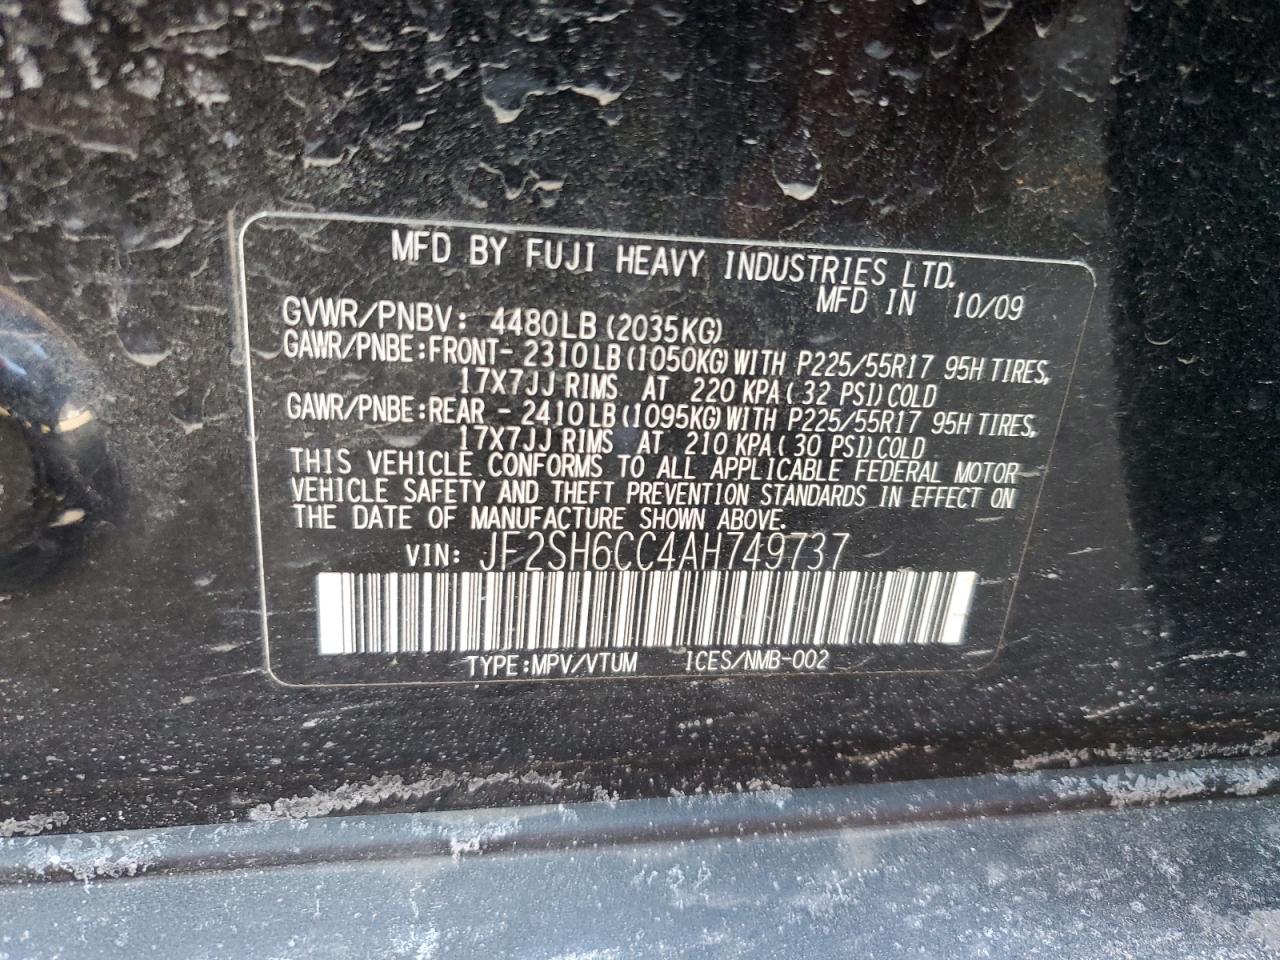 MFD BY FUJI HEAVY INDUSTRIES LTD.
MFD IN 10/09
GVWR/PNBV: 4480LB(2035KG)
GAWR/PNBE:FRONT- 2310LB(1050KG)WITH P225/55R17 95H TIRES,
17X7JJ RIMS AT 220 KPA(32 PSI)COLD
GAWR/PNBE:REAR - 2410LB(1095KG)WITH P225/55R17 95H TIRES,
17X7JJ RIMS AT 210 KPA(30 PSI)COLD
THIS VEHICLE CONFORMS TO ALL APPLICABLE FEDERAL MOTOR
VEHICLE SAFETY AND THEFT PREVENTION STANDARDS IN EFFECT ON
THE DATE OF MANUFACTURE SHOWN ABOVE.
VIN: JF2SH6CC4AH749737
TYPE:MPV/VTUM ICES/NMB-002